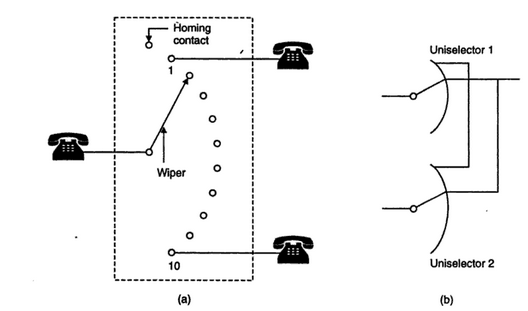 Homing
contact
1
Wiper
10
(a)
Uniselector 1
Uniselector 2
(b)